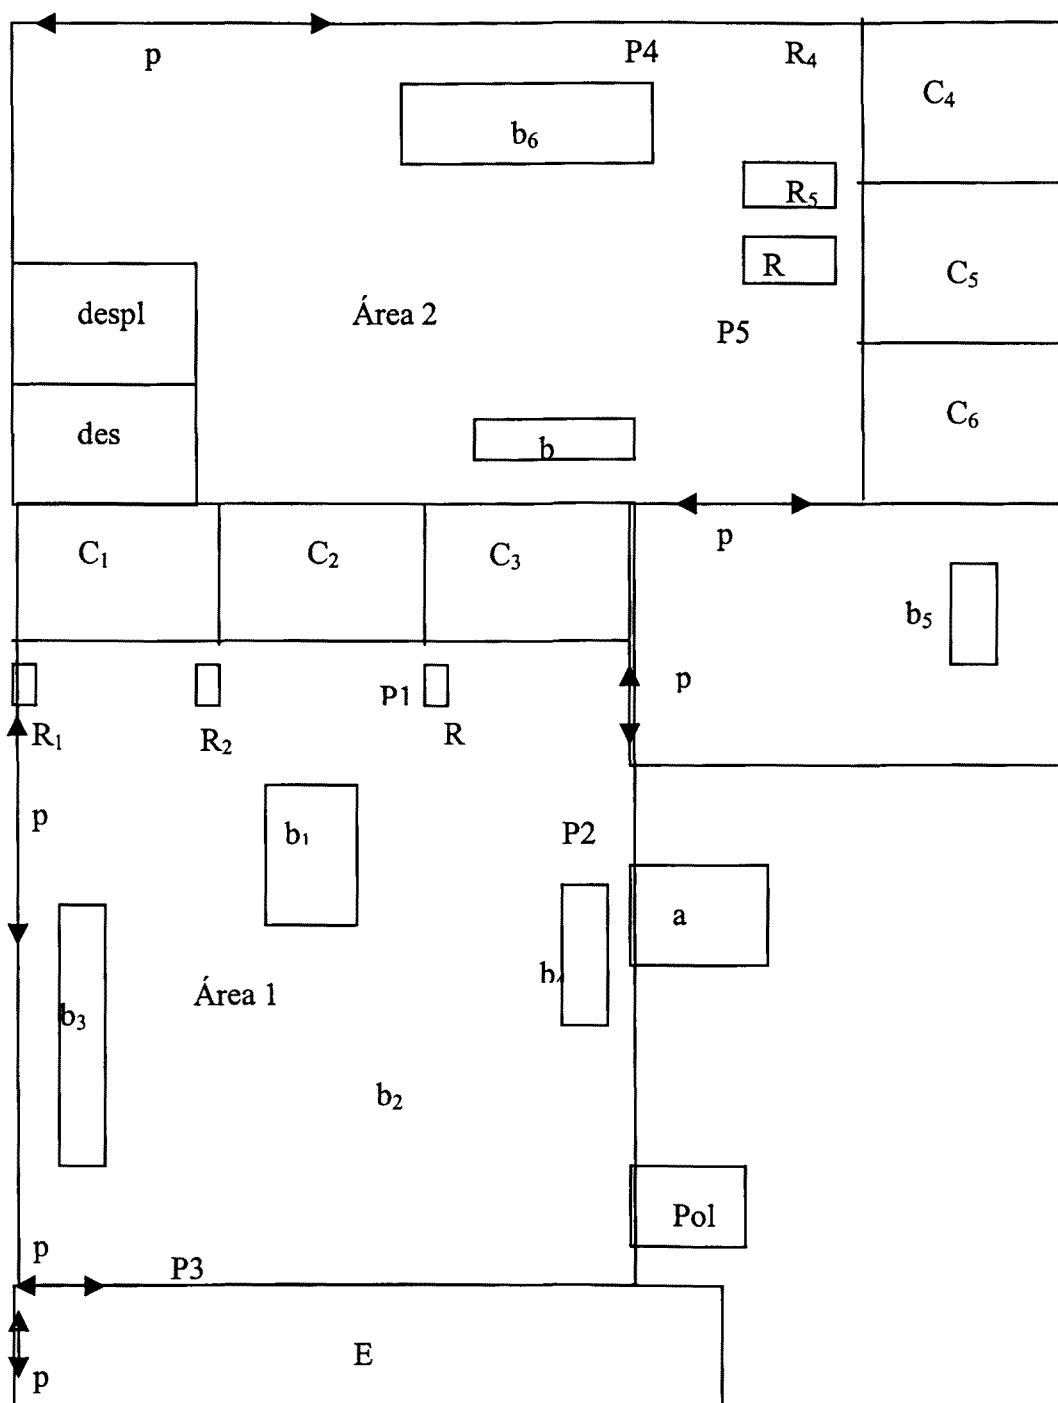 p
P4
R₄
C₄
b₆
R₅
R
C₅
despl
Área 2
P5
des
b
C₆
C₁
C₂
C₃
p
b₅
p
P1
R₁
R₂
R
p
b₁
P2
a
b
Área 1
b₃
b₂
Pol
p
P3
E
p